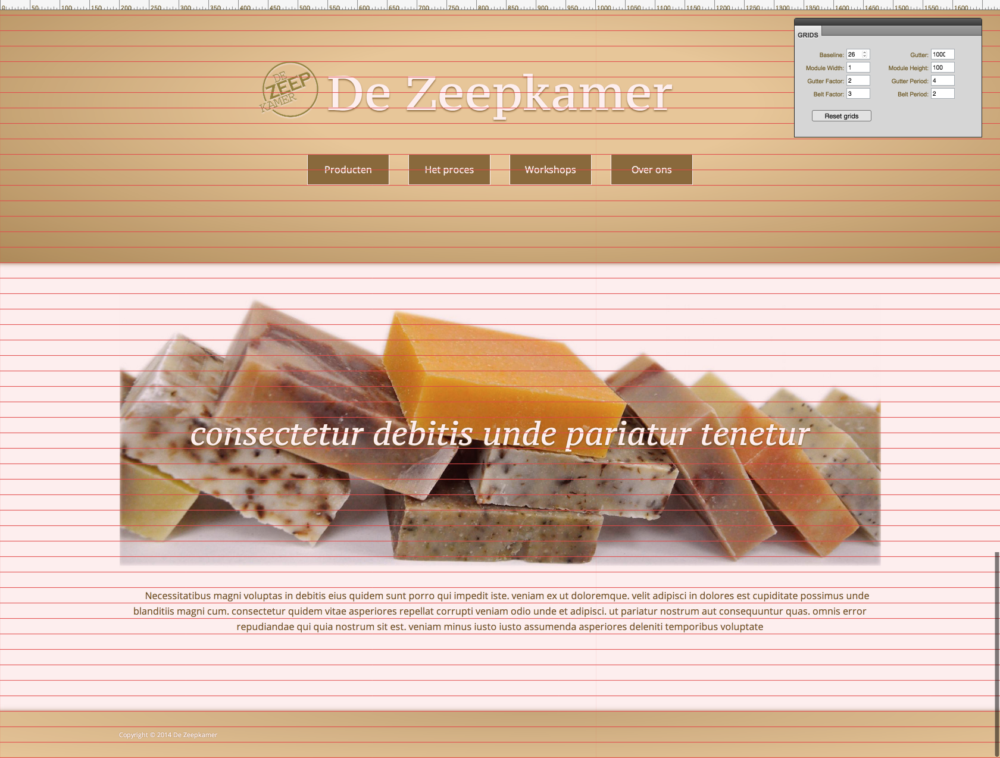 0 50 100 150 200 250 300 350 400 450 500 550 600 650 700 750 800 850 900 950 1000 1050 1100 1150 1200 1250 1300 1350 1400 1450 1500 1550 1600
GRIDS
Baseline: 26 Gutter: 1000
Module Width: 1 Module Height: 100
Gutter Factor: 2 Gutter Period: 4
Belt Factor: 3 Belt Period: 2
Reset grids
DE
ZEEP
KAMER
De Zeepkamer
Producten Het proces Workshops Over ons
consectetur debitis unde pariatur tenetur
Necessitatibus magni voluptas in debitis eius quidem sunt porro qui impedit iste. veniam ex ut doloremque. velit adipisci in dolores est cupiditate possimus unde
blanditiis magni cum. consectetur quidem vitae asperiores repellat corrupti veniam odio unde et adipisci. ut pariatur nostrum aut consequuntur quas. omnis error
repudiandae qui quia nostrum sit est. veniam minus iusto iusto assumenda asperiores deleniti temporibus voluptate
Copyright © 2014 De Zeepkamer